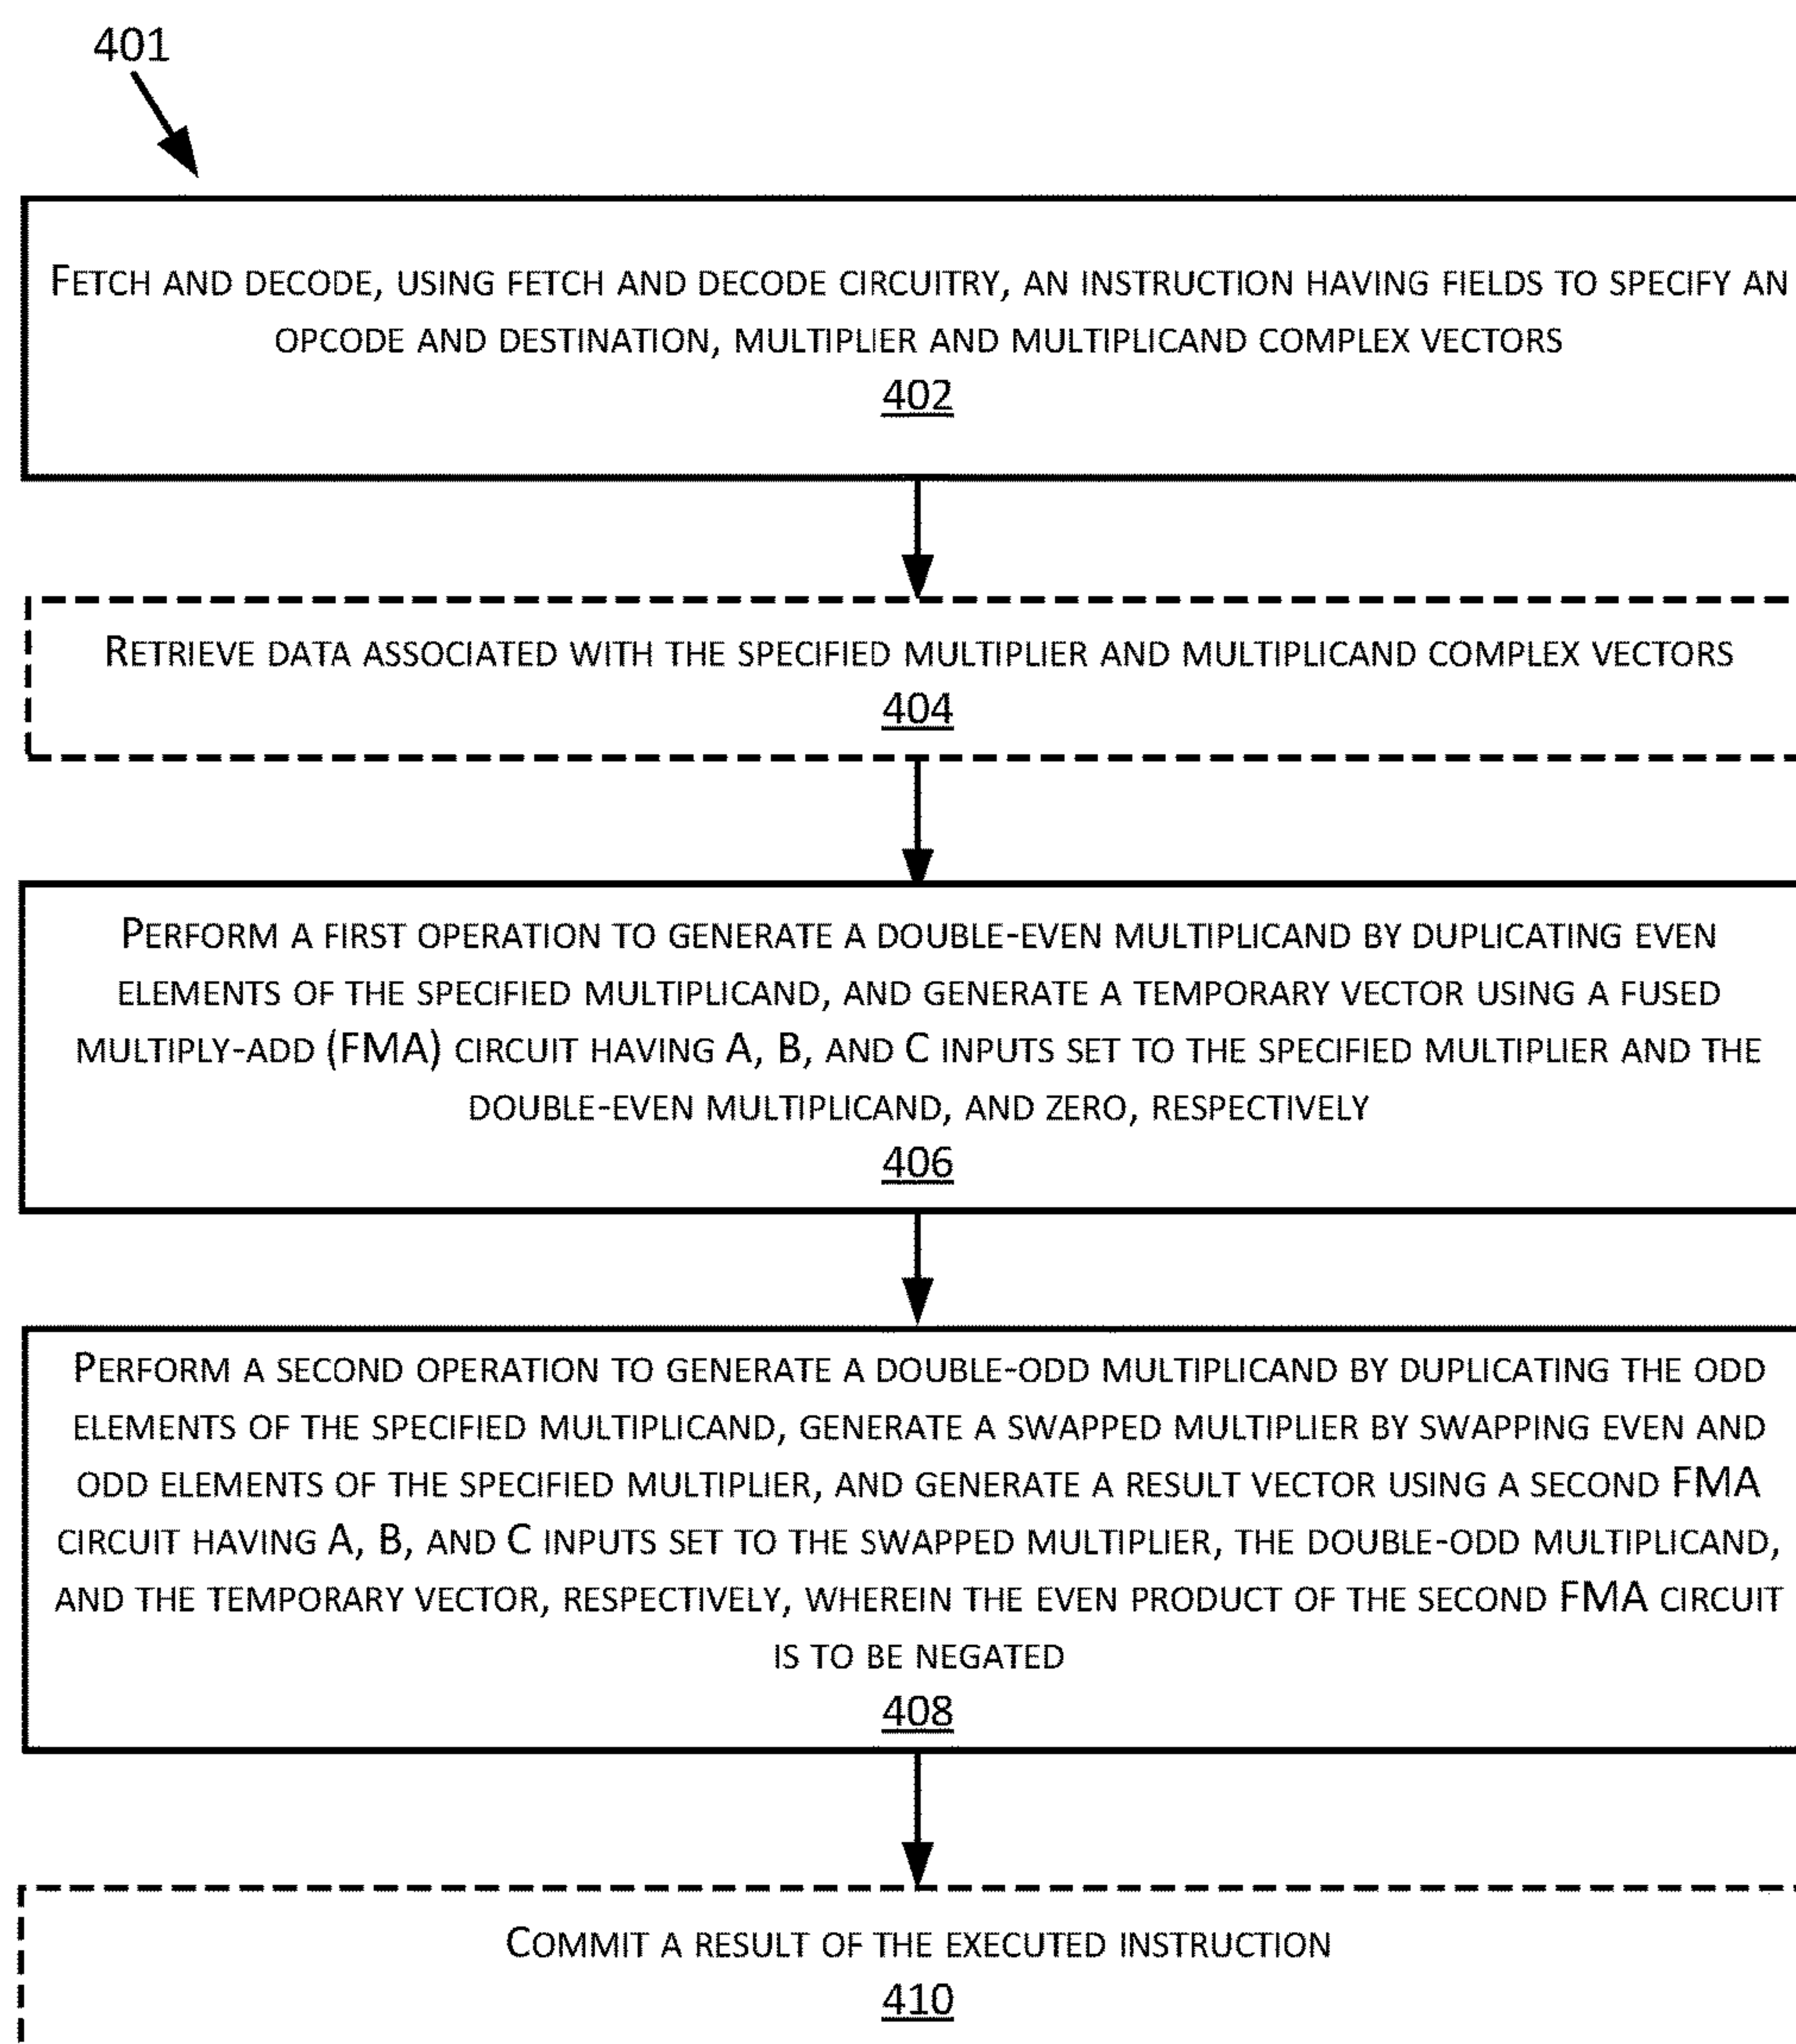 401
FETCH AND DECODE, USING FETCH AND DECODE CIRCUITRY, AN INSTRUCTION HAVING FIELDS TO SPECIFY AN
OPCODE AND DESTINATION, MULTIPLIER AND MULTIPLICAND COMPLEX VECTORS
402
RETRIEVE DATA ASSOCIATED WITH THE SPECIFIED MULTIPLIER AND MULTIPLICAND COMPLEX VECTORS
404
PERFORM A FIRST OPERATION TO GENERATE A DOUBLE-EVEN MULTIPLICAND BY DUPLICATING EVEN
ELEMENTS OF THE SPECIFIED MULTIPLICAND, AND GENERATE A TEMPORARY VECTOR USING A FUSED
MULTIPLY-ADD (FMA) CIRCUIT HAVING A, B, AND C INPUTS SET TO THE SPECIFIED MULTIPLIER AND THE
DOUBLE-EVEN MULTIPLICAND, AND ZERO, RESPECTIVELY
406
PERFORM A SECOND OPERATION TO GENERATE A DOUBLE-ODD MULTIPLICAND BY DUPLICATING THE ODD
ELEMENTS OF THE SPECIFIED MULTIPLICAND, GENERATE A SWAPPED MULTIPLIER BY SWAPPING EVEN AND
ODD ELEMENTS OF THE SPECIFIED MULTIPLIER, AND GENERATE A RESULT VECTOR USING A SECOND FMA
CIRCUIT HAVING A, B, AND C INPUTS SET TO THE SWAPPED MULTIPLIER, THE DOUBLE-ODD MULTIPLICAND,
AND THE TEMPORARY VECTOR, RESPECTIVELY, WHEREIN THE EVEN PRODUCT OF THE SECOND FMA CIRCUIT
IS TO BE NEGATED
408
COMMIT A RESULT OF THE EXECUTED INSTRUCTION
410